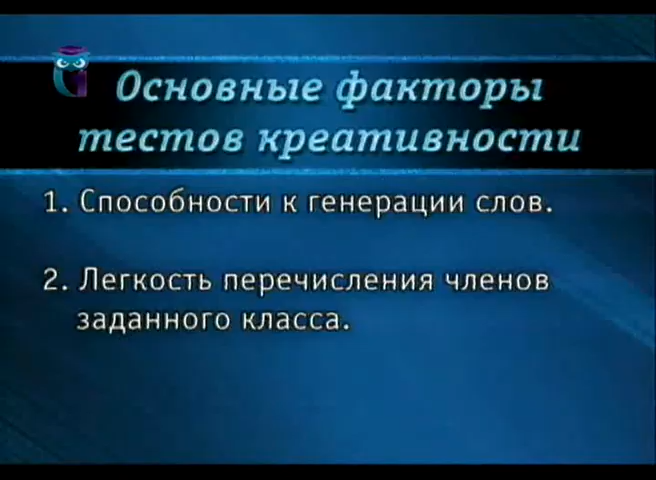 Основные факторы
тестов креативности
1. Способности к генерации слов.
2. Легкость перечисления членов
заданного класса.